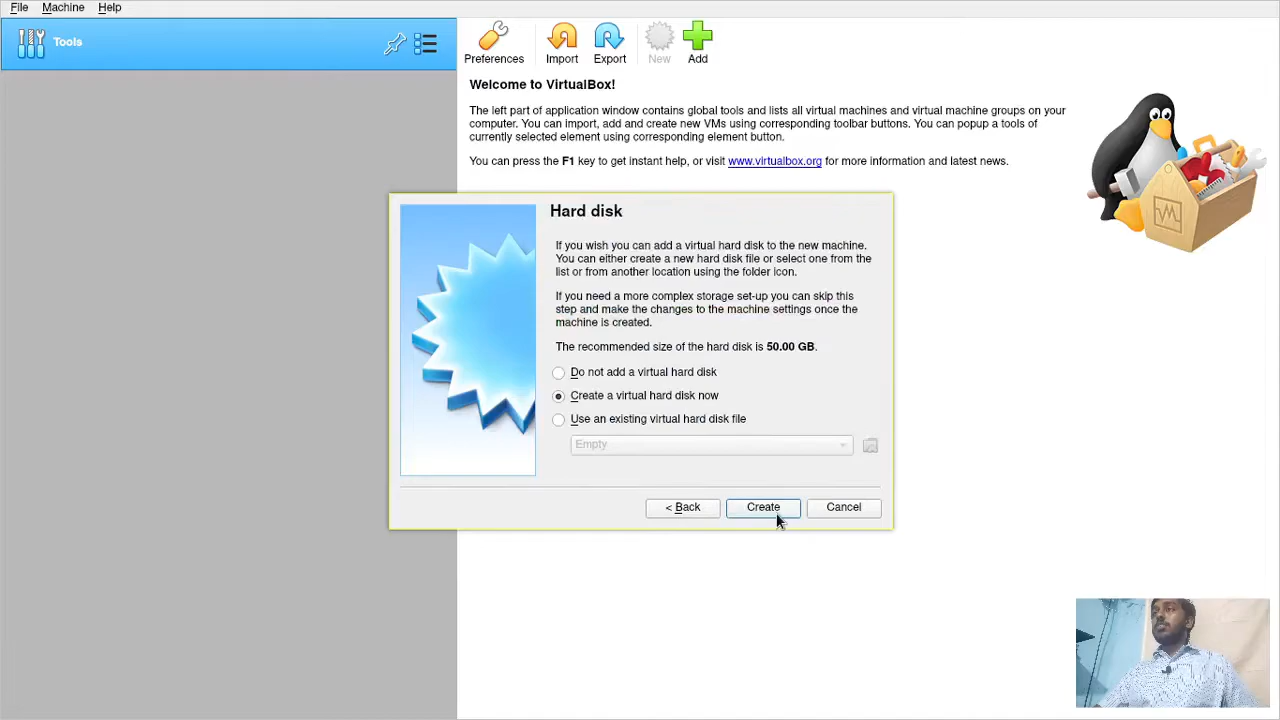 File Machine Help
Tools
Preferences Import Export New Add
Welcome to VirtualBox!
The left part of application window contains global tools and lists all virtual machines and virtual machine groups on your
computer. You can import, add and create new VMs using corresponding toolbar buttons. You can popup a tools of
currently selected element using corresponding element button.
You can press the F1 key to get instant help, or visit www.virtualbox.org for more information and latest news.
Hard disk
If you wish you can add a virtual hard disk to the new machine.
You can either create a new hard disk file or select one from the
list or from another location using the folder icon.
If you need a more complex storage set-up you can skip this
step and make the changes to the machine settings once the
machine is created.
The recommended size of the hard disk is 50.00 GB.
Do not add a virtual hard disk
Create a virtual hard disk now
Use an existing virtual hard disk file
Empty
< Back Create Cancel